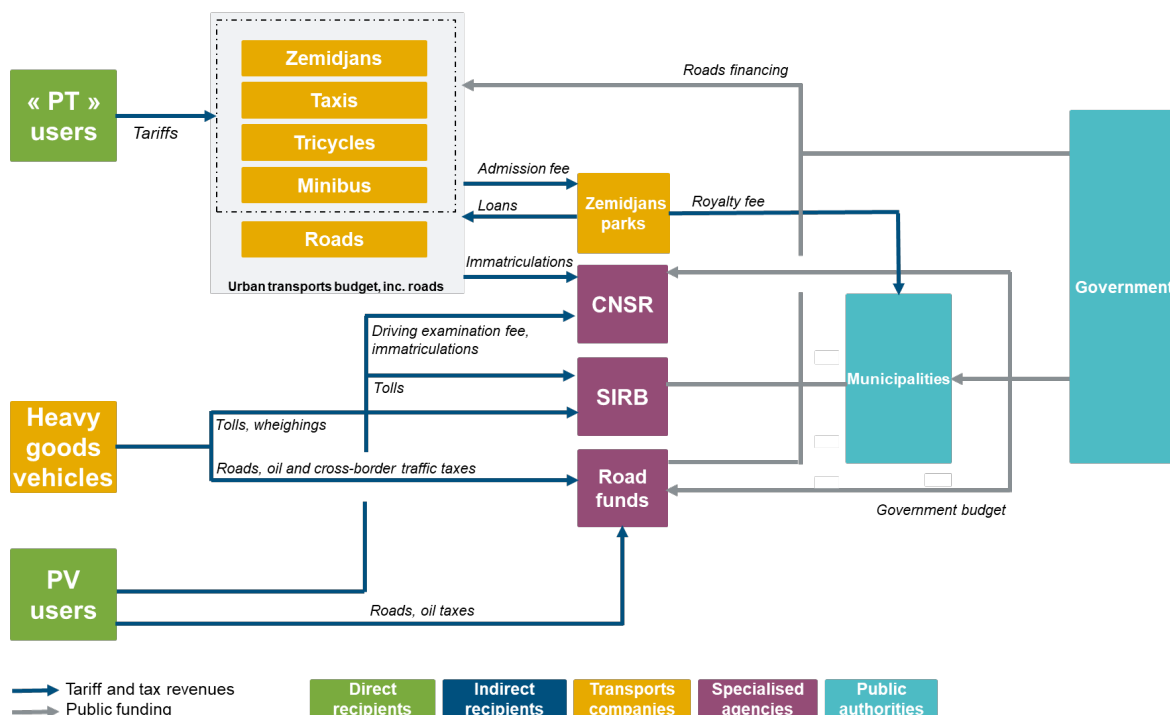 « PT »
users
Tariffs
Zemidjans
Taxis
Tricycles
Minibus
Roads
Urban transports budget, inc. roads
Roads financing
Admission fee
Loans
Zemidjans
parks
Royalty fee
Immatriculations
CNSR
Driving examination fee,
immatriculations
Tolls
SIRB
Municipalities
Government
Heavy
goods
vehicles
Tolls, wheighings
Roads, oil and cross-border traffic taxes
Road
funds
Government budget
PV
users
Roads, oil taxes
Tariff and tax revenues
Public funding
Direct
recipients
Indirect
recipients
Transports
companies
Specialised
agencies
Public
authorities